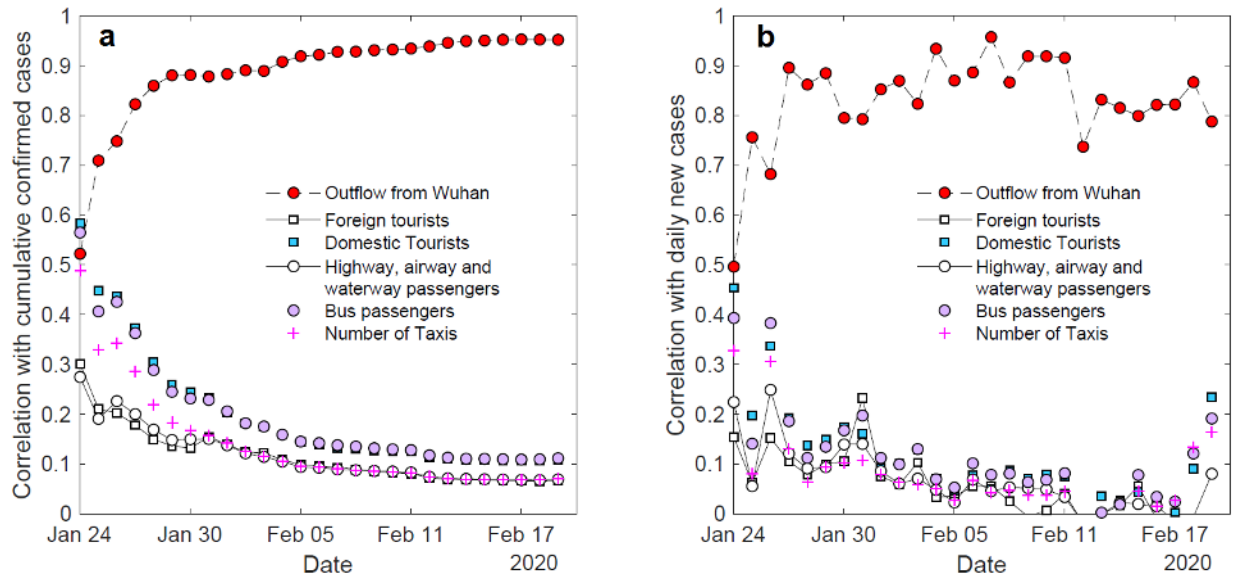 a
Correlation with cumulative confirmed cases
1
0.9
0.8
0.7
0.6
0.5
0.4
0.3
0.2
0.1
0
Outflow from Wuhan
Foreign tourists
Domestic Tourists
Highway, airway and
waterway passengers
Bus passengers
Number of Taxis
Jan 24
Jan 30
Feb 05
Feb 11
Feb 17
2020
Date
b
Correlation with daily new cases
1
0.9
0.8
0.7
0.6
0.5
0.4
0.3
0.2
0.1
0
Outflow from Wuhan
Foreign tourists
Domestic Tourists
Highway, airway and
waterway passengers
Bus passengers
Number of Taxis
Jan 24
Jan 30
Feb 05
Feb 11
Feb 17
2020
Date